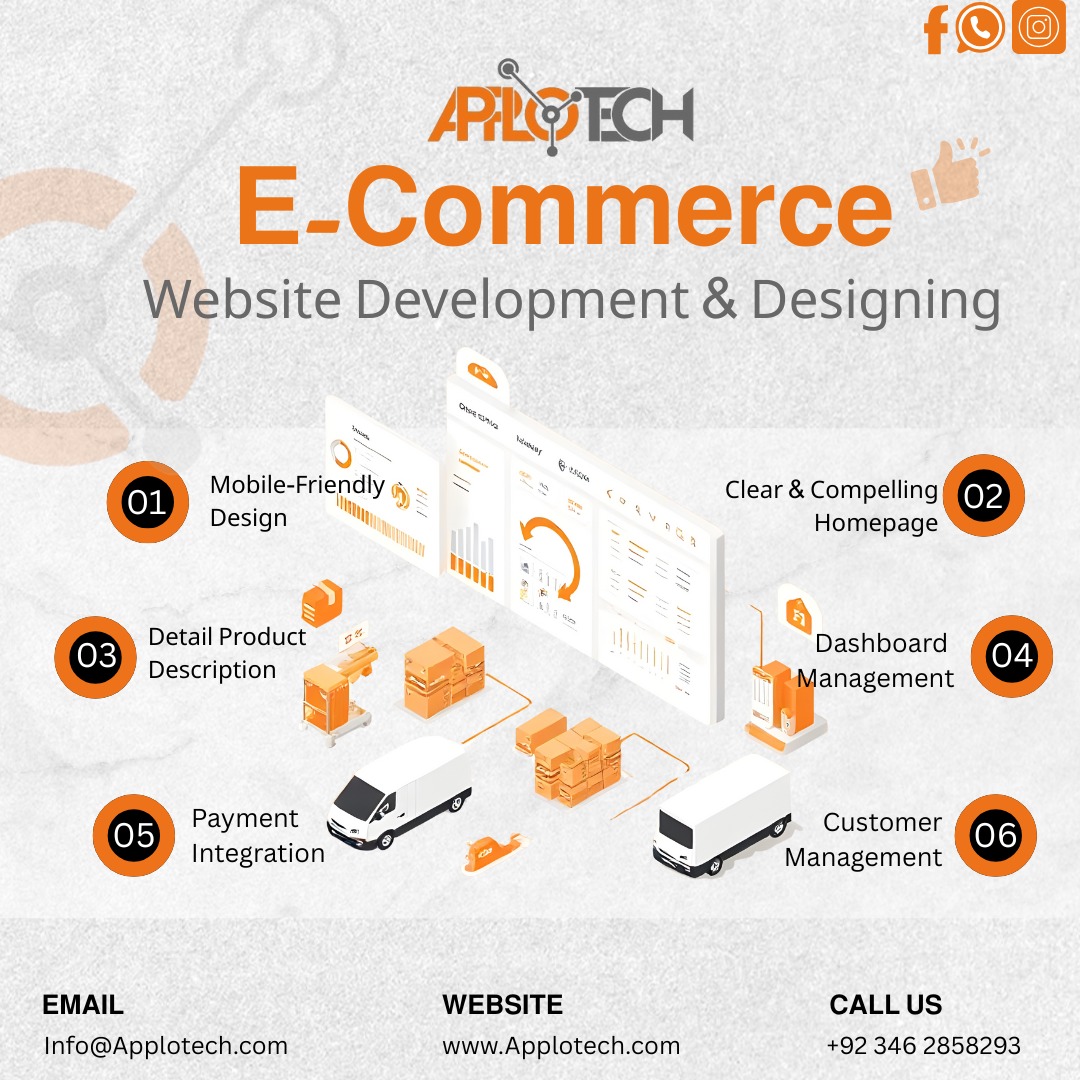 APPLOTECH
E-Commerce
Website Development & Designing
01
Mobile-Friendly
Design
Clear & Compelling
Homepage
02
03
Detail Product
Description
Dashboard
Management
04
05
Payment
Integration
Customer
Management
06
EMAIL
Info@Applotech.com
WEBSITE
www.Applotech.com
CALL US
+92 346 2858293